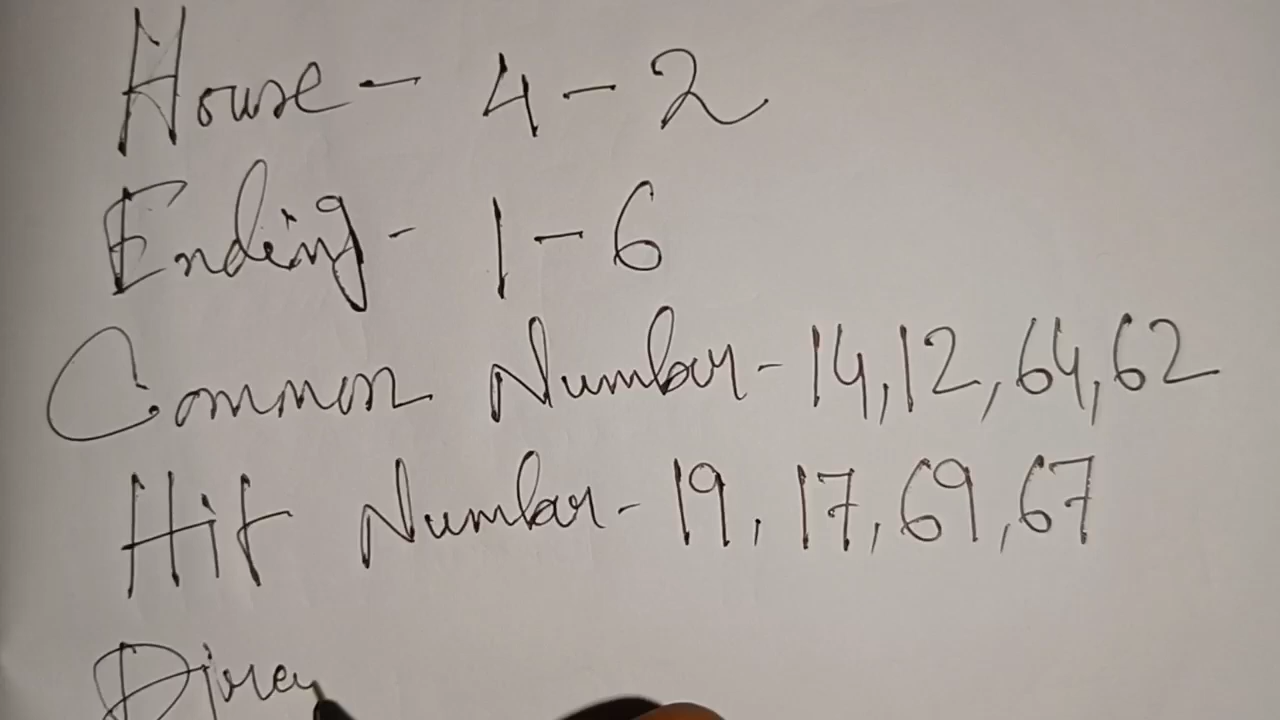 House - 4 - 2
Ending - 1 - 6
Common Number - 14, 12, 64, 62
Hit Number - 19, 17, 69, 67